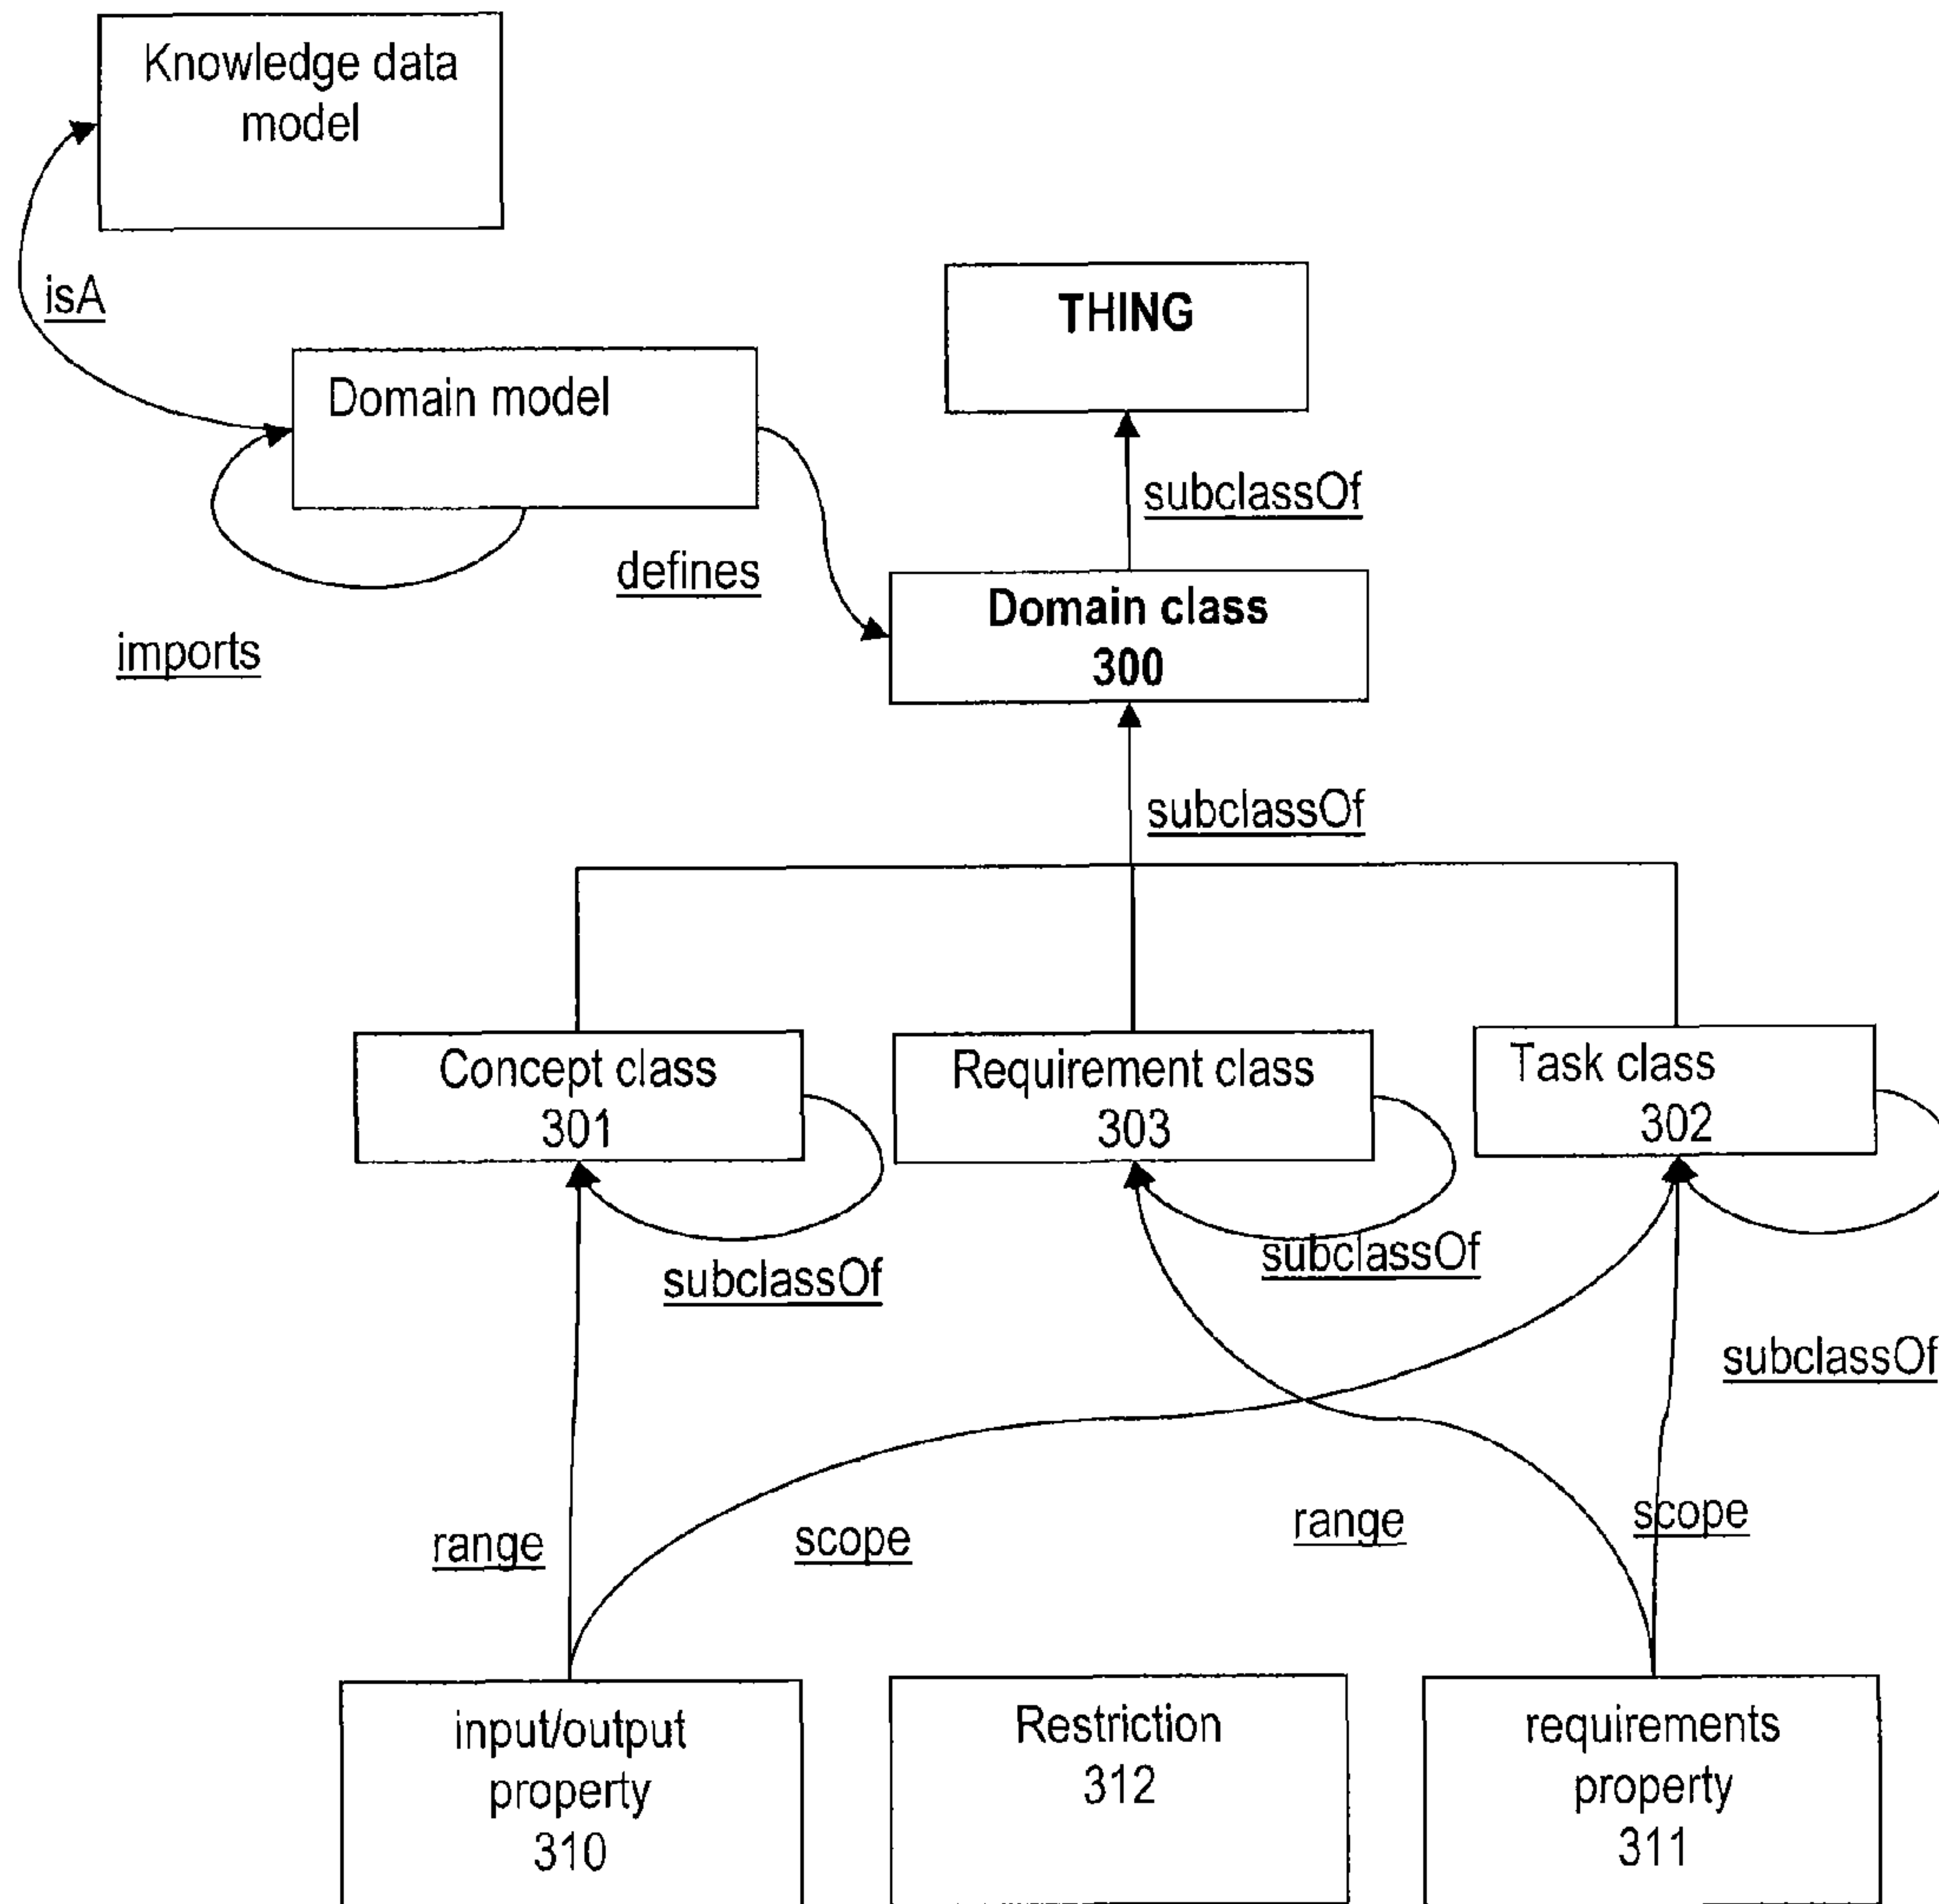 Knowledge data
model
isA
THING
Domain model
subclassOf
defines
Domain class
300
imports
subclassOf
Concept class
301
Requirement class
303
Task class
302
subclassOf
subclassOf
subclassOf
range
scope
range
scope
input/output
property
310
Restriction
312
requirements
property
311